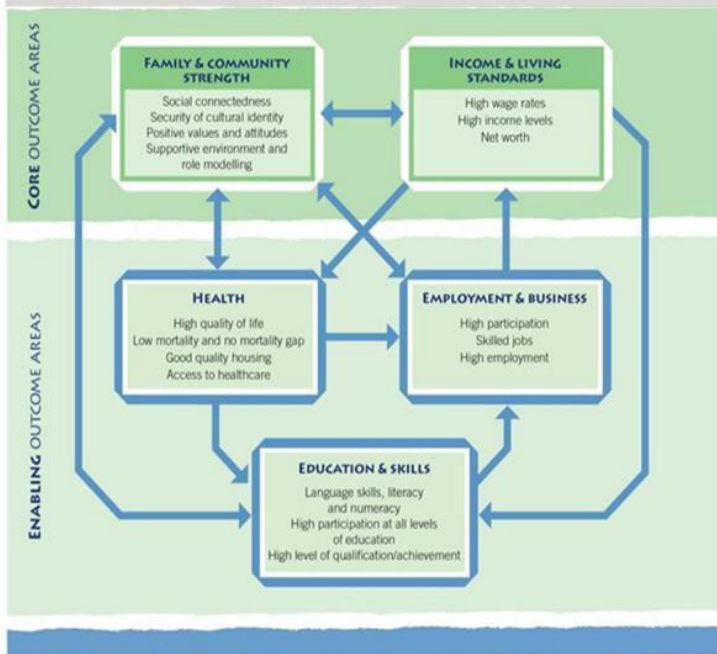 CORE OUTCOME AREAS
FAMILY & COMMUNITY
STRENGTH
Social connectedness
Security of cultural identity
Positive values and attitudes
Supportive environment and
role modelling
INCOME & LIVING
STANDARDS
High wage rates
High income levels
Net worth
ENABLING OUTCOME AREAS
HEALTH
High quality of life
Low mortality and no mortality gap
Good quality housing
Access to healthcare
EMPLOYMENT & BUSINESS
High participation
Skilled jobs
High employment
EDUCATION & SKILLS
Language skills, literacy
and numeracy
High participation at all levels
of education
High level of qualification/achievement